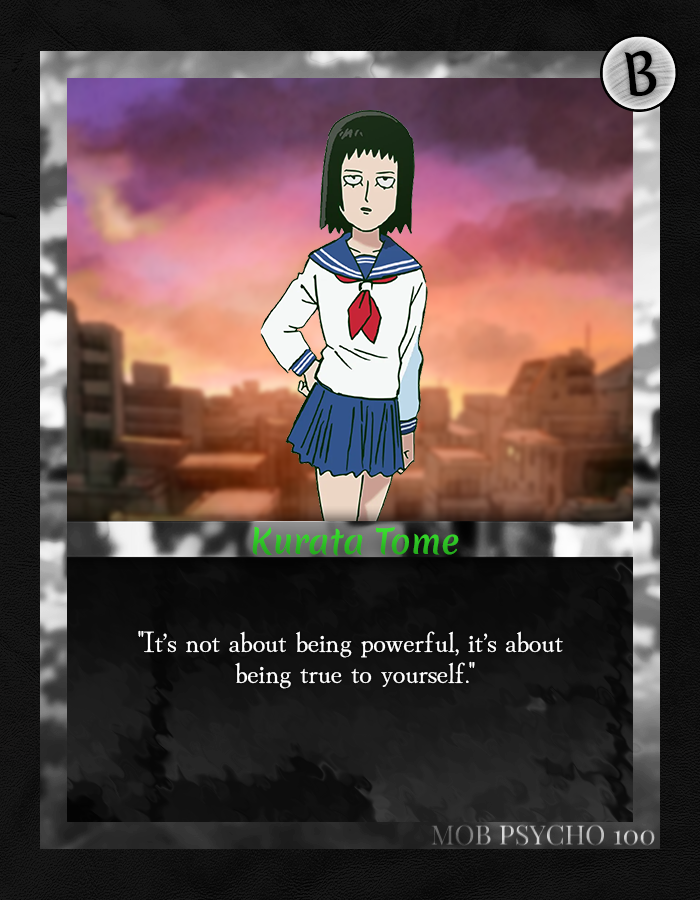 B
Kurata Tome
"It's not about being powerful, it's about
being true to yourself."
MOB PSYCHO 100